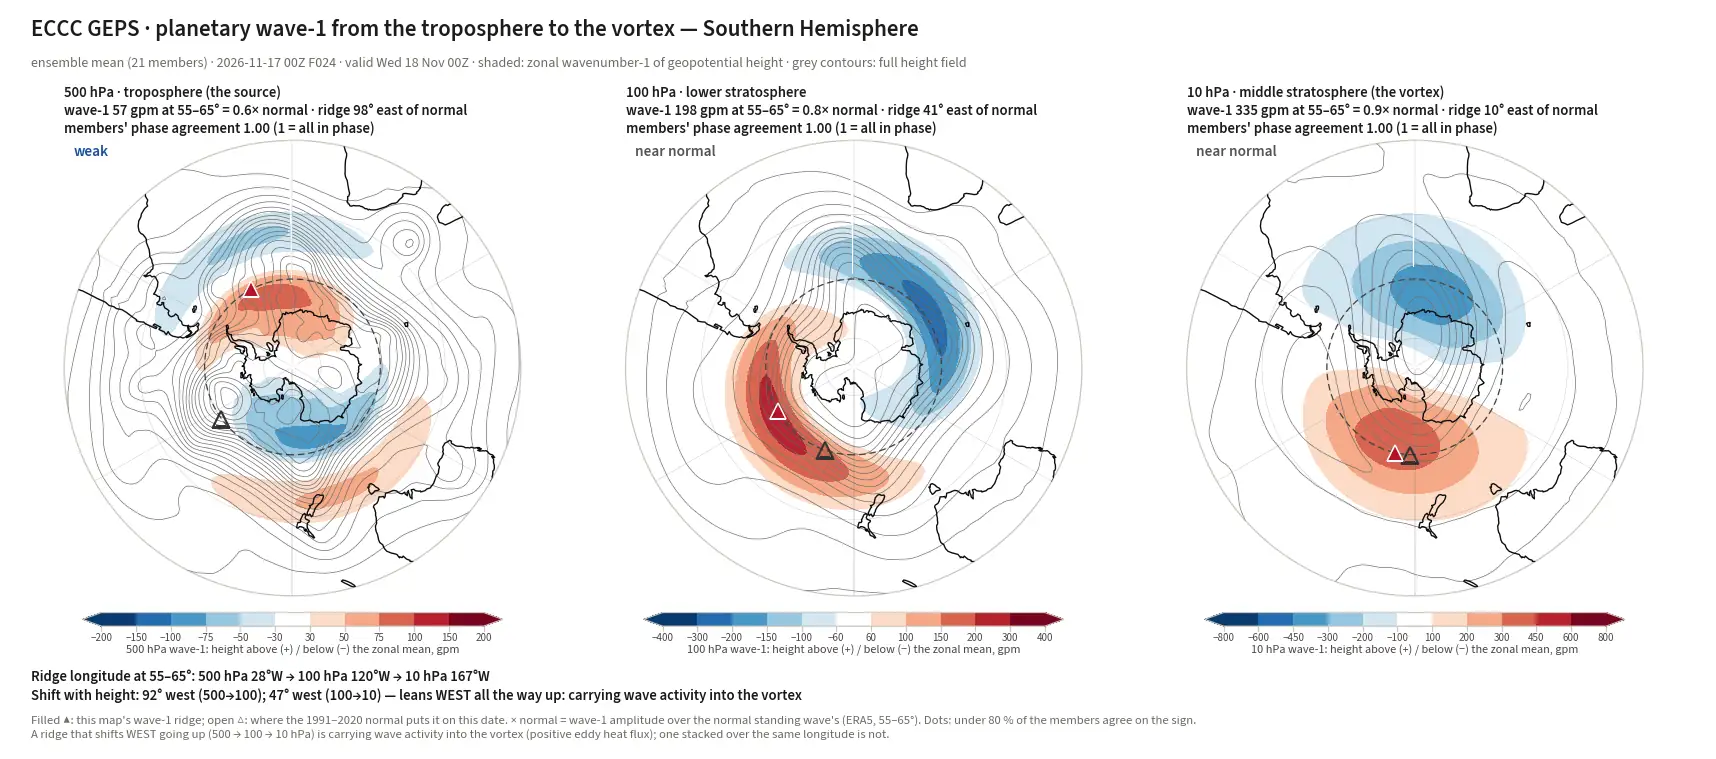 ECCC GEPS · planetary wave-1 from the troposphere to the vortex — Southern Hemisphere
ensemble mean (21 members) · 2026-11-17 00Z F024 · valid Wed 18 Nov 00Z · shaded: zonal wavenumber-1 of geopotential height · grey contours: full height field
500 hPa · troposphere (the source)
wave-1 57 gpm at 55–65° = 0.6× normal · ridge 98° east of normal
members' phase agreement 1.00 (1 = all in phase)
weak
100 hPa · lower stratosphere
wave-1 198 gpm at 55–65° = 0.8× normal · ridge 41° east of normal
members' phase agreement 1.00 (1 = all in phase)
near normal
10 hPa · middle stratosphere (the vortex)
wave-1 335 gpm at 55–65° = 0.9× normal · ridge 10° east of normal
members' phase agreement 1.00 (1 = all in phase)
near normal
−200 −150 −100 −75 −50 −30 30 50 75 100 150 200
500 hPa wave-1: height above (+) / below (−) the zonal mean, gpm
−400 −300 −200 −150 −100 −60 60 100 150 200 300 400
100 hPa wave-1: height above (+) / below (−) the zonal mean, gpm
−800 −600 −450 −300 −200 −100 100 200 300 450 600 800
10 hPa wave-1: height above (+) / below (−) the zonal mean, gpm
Ridge longitude at 55–65°: 500 hPa 28°W → 100 hPa 120°W → 10 hPa 167°W
Shift with height: 92° west (500→100); 47° west (100→10) — leans WEST all the way up: carrying wave activity into the vortex
Filled ▲: this map's wave-1 ridge; open △: where the 1991–2020 normal puts it on this date. × normal = wave-1 amplitude over the normal standing wave's (ERA5, 55–65°). Dots: under 80 % of the members agree on the sign.
A ridge that shifts WEST going up (500 → 100 → 10 hPa) is carrying wave activity into the vortex (positive eddy heat flux); one stacked over the same longitude is not.